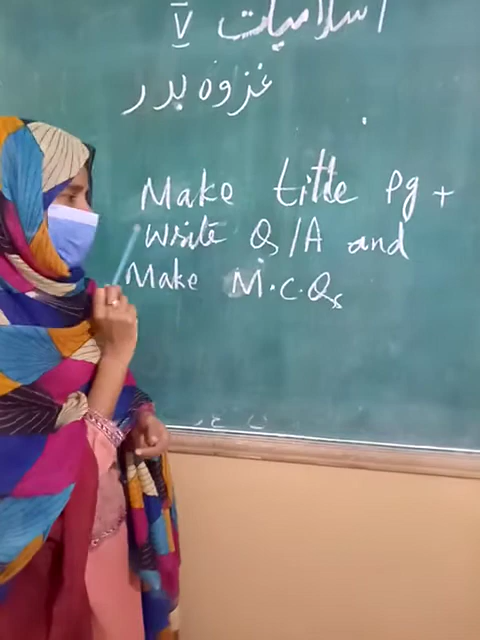 اسلامیات V
غزوہ بدر
Make title Pg +
Write Q/A and
Make M.C.Qs